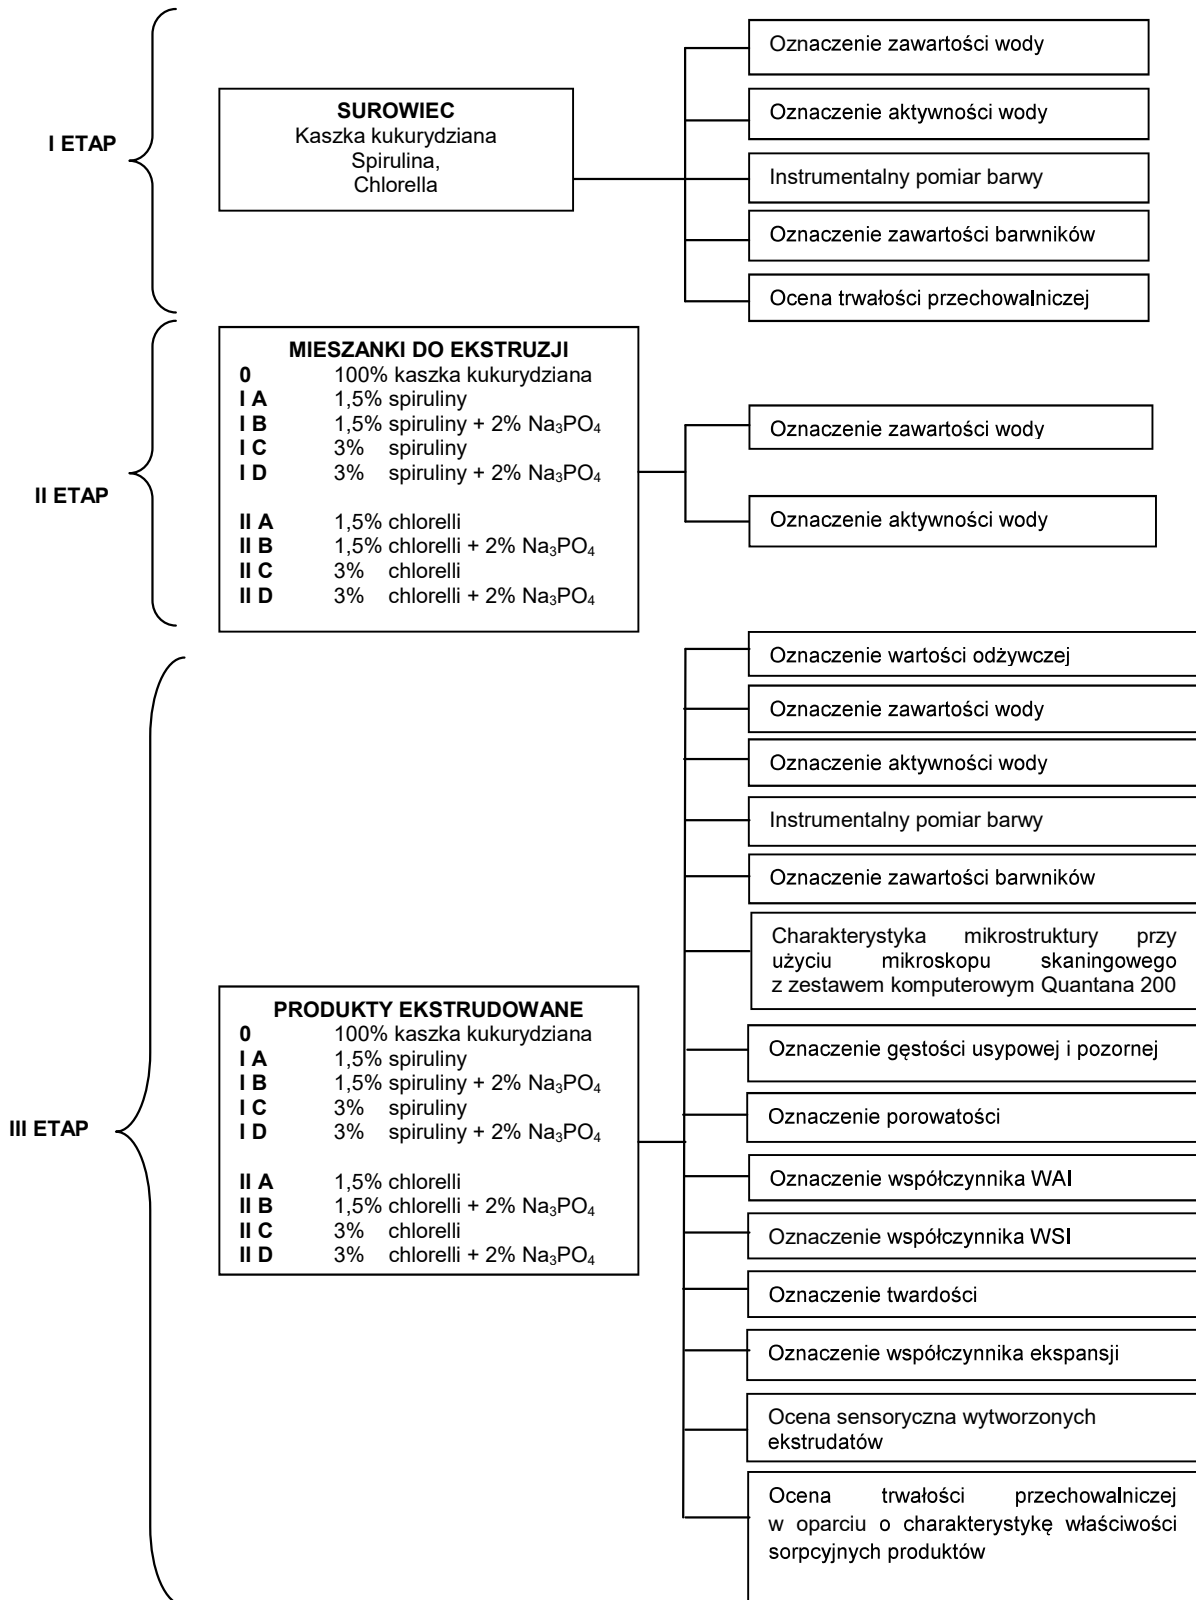 I ETAP
SUROWIEC
Kaszka kukurydziana
Spirulina,
Chlorella
Oznaczenie zawartości wody
Oznaczenie aktywności wody
Instrumentalny pomiar barwy
Oznaczenie zawartości barwników
Ocena trwałości przechowalniczej
II ETAP
MIESZANKI DO EKSTRUZJI
0 100% kaszka kukurydziana
I A 1,5% spiruliny
I B 1,5% spiruliny + 2% Na₃PO₄
I C 3% spiruliny
I D 3% spiruliny + 2% Na₃PO₄
II A 1,5% chlorelli
II B 1,5% chlorelli + 2% Na₃PO₄
II C 3% chlorelli
II D 3% chlorelli + 2% Na₃PO₄
Oznaczenie zawartości wody
Oznaczenie aktywności wody
III ETAP
PRODUKTY EKSTRUDOWANE
0 100% kaszka kukurydziana
I A 1,5% spiruliny
I B 1,5% spiruliny + 2% Na₃PO₄
I C 3% spiruliny
I D 3% spiruliny + 2% Na₃PO₄
II A 1,5% chlorelli
II B 1,5% chlorelli + 2% Na₃PO₄
II C 3% chlorelli
II D 3% chlorelli + 2% Na₃PO₄
Oznaczenie wartości odżywczej
Oznaczenie zawartości wody
Oznaczenie aktywności wody
Instrumentalny pomiar barwy
Oznaczenie zawartości barwników
Charakterystyka mikrostruktury przy
użyciu mikroskopu skaningowego
z zestawem komputerowym Quantana 200
Oznaczenie gęstości usypowej i pozornej
Oznaczenie porowatości
Oznaczenie współczynnika WAI
Oznaczenie współczynnika WSI
Oznaczenie twardości
Oznaczenie współczynnika ekspansji
Ocena sensoryczna wytworzonych
ekstrudatów
Ocena trwałości przechowalniczej
w oparciu o charakterystykę właściwości
sorpcyjnych produktów